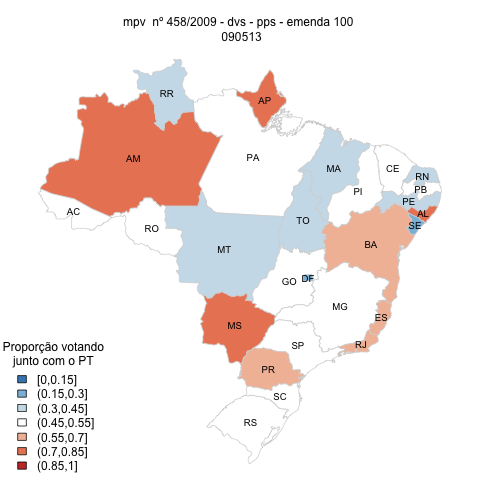 mpv nº 458/2009 - dvs - pps - emenda 100
090513
RR
AP
AM
PA
MA
CE
RN
PI
PB
PE
AL
SE
AC
RO
TO
MT
BA
GO
DF
MG
MS
ES
SP
RJ
PR
SC
RS
Proporção votando
junto com o PT
[0,0.15]
(0.15,0.3]
(0.3,0.45]
(0.45,0.55]
(0.55,0.7]
(0.7,0.85]
(0.85,1]